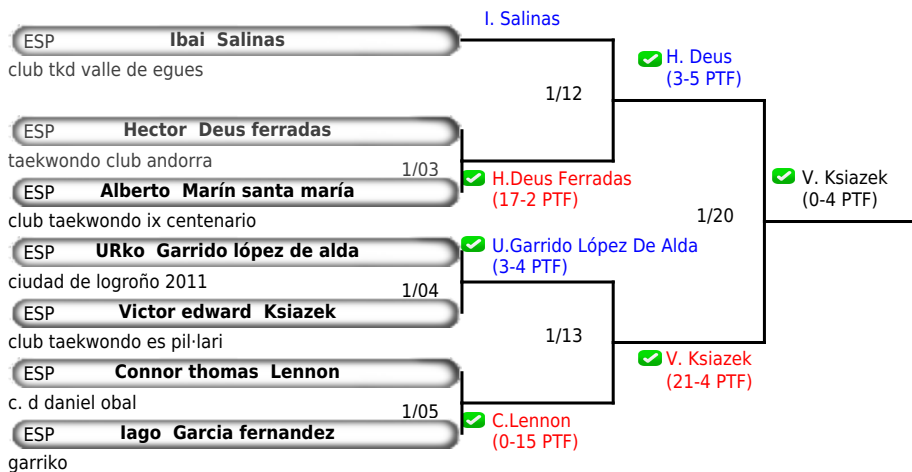 I. Salinas
ESP Ibai Salinas
club tkd valle de egues
H. Deus
(3-5 PTF)
1/12
ESP Hector Deus ferradas
taekwondo club andorra
1/03
H.Deus Ferradas
(17-2 PTF)
ESP Alberto Marín santa maría
club taekwondo ix centenario
V. Ksiazek
(0-4 PTF)
1/20
ESP URko Garrido lópez de alda
U.Garrido López De Alda
(3-4 PTF)
ciudad de logroño 2011
1/04
ESP Victor edward Ksiazek
club taekwondo es pil·lari
1/13
V. Ksiazek
(21-4 PTF)
ESP Connor thomas Lennon
c. d daniel obal
1/05
C.Lennon
(0-15 PTF)
ESP Iago Garcia fernandez
garriko